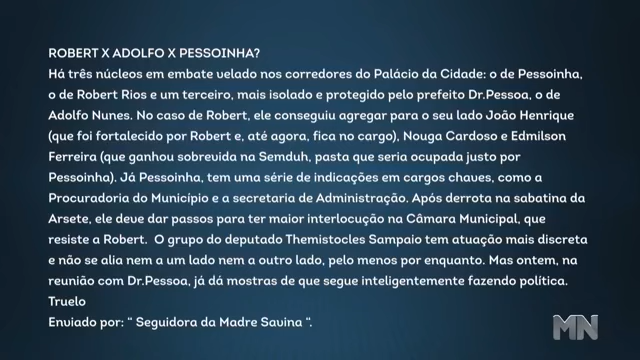 ROBERT X ADOLFO X PESSOINHA?
Há três núcleos em embate velado nos corredores do Palácio da Cidade: o de Pessoinha,
o de Robert Rios e um terceiro, mais isolado e protegido pelo prefeito Dr.Pessoa, o de
Adolfo Nunes. No caso de Robert, ele conseguiu agregar para o seu lado João Henrique
(que foi fortalecido por Robert e, até agora, fica no cargo), Nouga Cardoso e Edmilson
Ferreira (que ganhou sobrevida na Semduh, pasta que seria ocupada justo por
Pessoinha). Já Pessoinha, tem uma série de indicações em cargos chaves, como a
Procuradoria do Município e a secretaria de Administração. Após derrota na sabatina da
Arsete, ele deve dar passos para ter maior interlocução na Câmara Municipal, que
resiste a Robert.  O grupo do deputado Themistocles Sampaio tem atuação mais discreta
e não se alia nem a um lado nem a outro lado, pelo menos por enquanto. Mas ontem, na
reunião com Dr.Pessoa, já dá mostras de que segue inteligentemente fazendo política.
Truelo
Enviado por: “ Seguidora da Madre Savina “.
MN